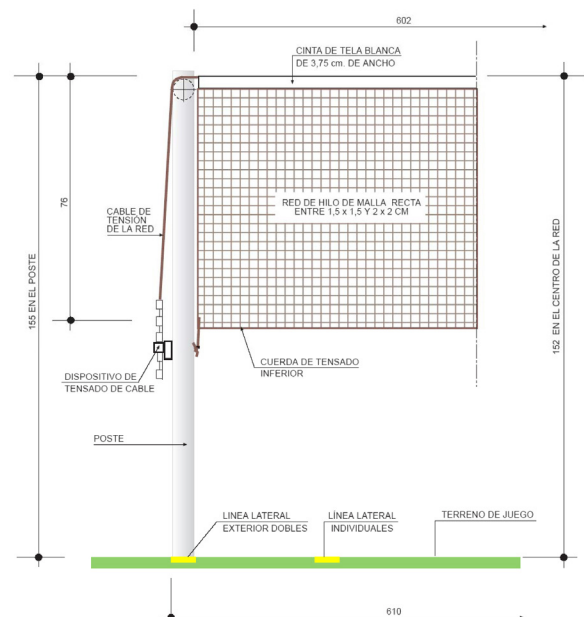 602
CINTA DE TELA BLANCA
DE 3,75 cm. DE ANCHO
76
RED DE HILO DE MALLA RECTA
ENTRE 1,5 x 1,5 Y 2 x 2 CM
CABLE DE
TENSIÓN
DE LA RED
155 EN EL POSTE
152 EN EL CENTRO DE LA RED
CUERDA DE TENSADO
INFERIOR
DISPOSITIVO DE
TENSADO DE CABLE
POSTE
LINEA LATERAL
EXTERIOR DOBLES
LÍNEA LATERAL
INDIVIDUALES
TERRENO DE JUEGO
610